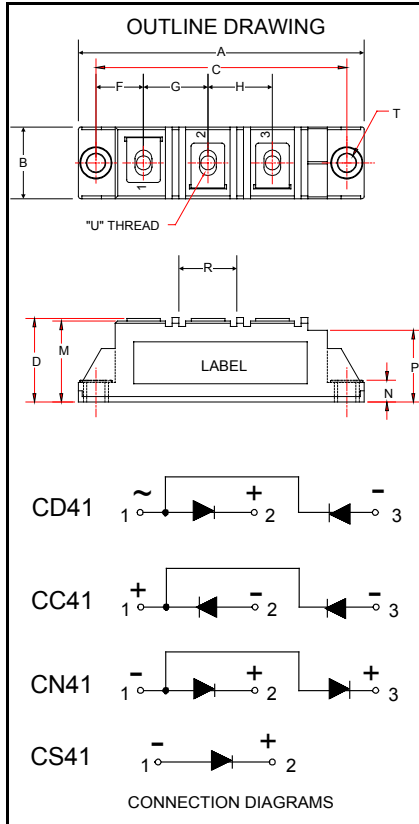 OUTLINE DRAWING
A
C
F G H T
B
1 2 3
"U" THREAD
R
D M LABEL N P
CD41 1 ~ + 2 - 3
CC41 1 + - 2 - 3
CN41 1 - + 2 + 3
CS41 1 - + 2
CONNECTION DIAGRAMS